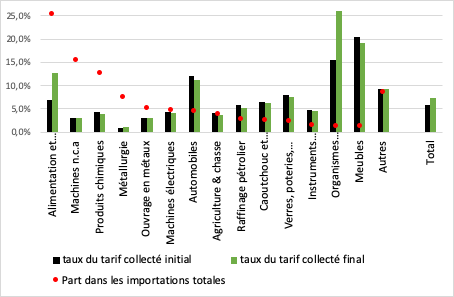 25,0%
20,0%
15,0%
10,0%
5,0%
0,0%
Alimentation et...
Machines n.c.a
Produits chimiques
Métallurgie
Ouvrage en métaux
Machines électriques
Automobiles
Agriculture & chasse
Raffinage pétrolier
Caoutchouc et...
Verres, poteries,...
Instruments...
Organismes...
Meubles
Autres
Total
taux du tarif collecté initial
taux du tarif collecté final
Part dans les importations totales